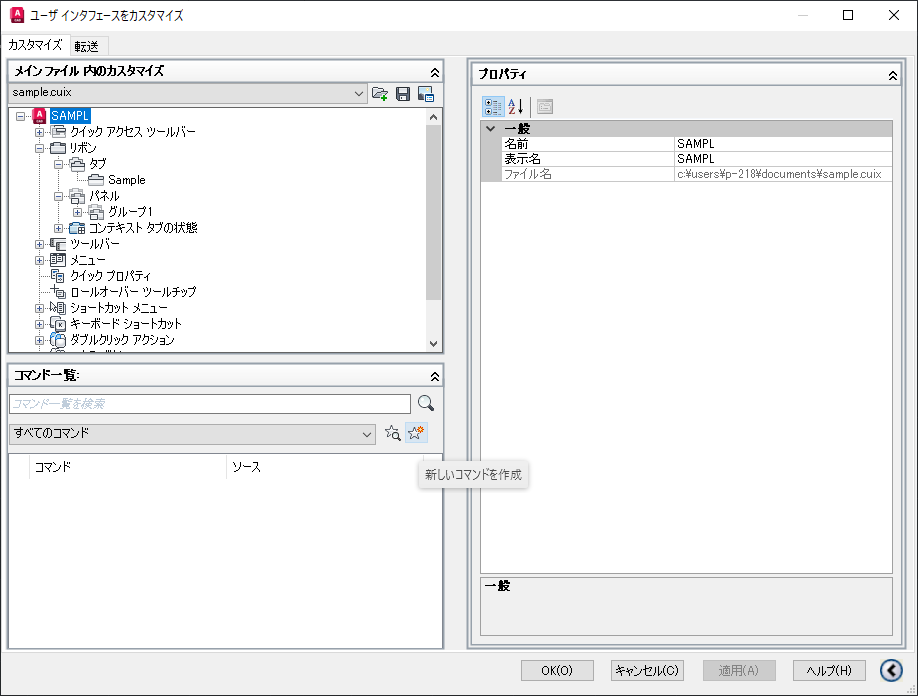 ユーザ インタフェースをカスタマイズ
カスタマイズ
転送
メイン ファイル 内のカスタマイズ
sample.cuix
SAMPL
クイック アクセス ツールバー
リボン
タブ
Sample
パネル
グループ1
コンテキスト タブの状態
ツールバー
メニュー
クイック プロパティ
ロールオーバー ツールチップ
ショートカット メニュー
キーボード ショートカット
ダブルクリック アクション
コマンド一覧:
コマンド一覧を検索
すべてのコマンド
コマンド
ソース
新しいコマンドを作成
プロパティ
一般
名前 SAMPL
表示名 SAMPL
ファイル名 c:¥users¥p-218¥documents¥sample.cuix
一般
OK(O)
キャンセル(C)
適用(A)
ヘルプ(H)